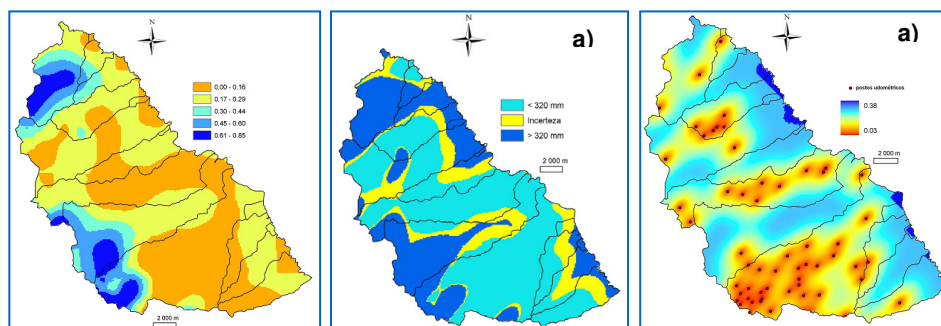 N
0.00 - 0.16
0.17 - 0.29
0.30 - 0.44
0.45 - 0.60
0.61 - 0.85
2 000 m
N
a)
< 320 mm
Incerteza
> 320 mm
2 000 m
N
a)
postos udométricos
0.38
0.03
2 000 m